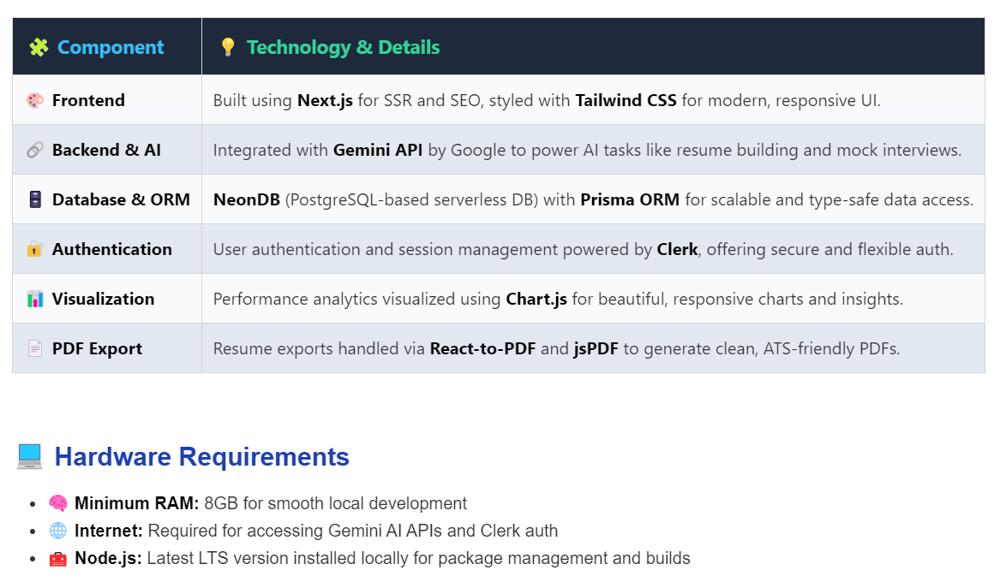 Component
Technology & Details
Frontend
Built using Next.js for SSR and SEO, styled with Tailwind CSS for modern, responsive UI.
Backend & AI
Integrated with Gemini API by Google to power AI tasks like resume building and mock interviews.
Database & ORM
NeonDB (PostgreSQL-based serverless DB) with Prisma ORM for scalable and type-safe data access.
Authentication
User authentication and session management powered by Clerk, offering secure and flexible auth.
Visualization
Performance analytics visualized using Chart.js for beautiful, responsive charts and insights.
PDF Export
Resume exports handled via React-to-PDF and jsPDF to generate clean, ATS-friendly PDFs.
Hardware Requirements
Minimum RAM: 8GB for smooth local development
Internet: Required for accessing Gemini AI APIs and Clerk auth
Node.js: Latest LTS version installed locally for package management and builds